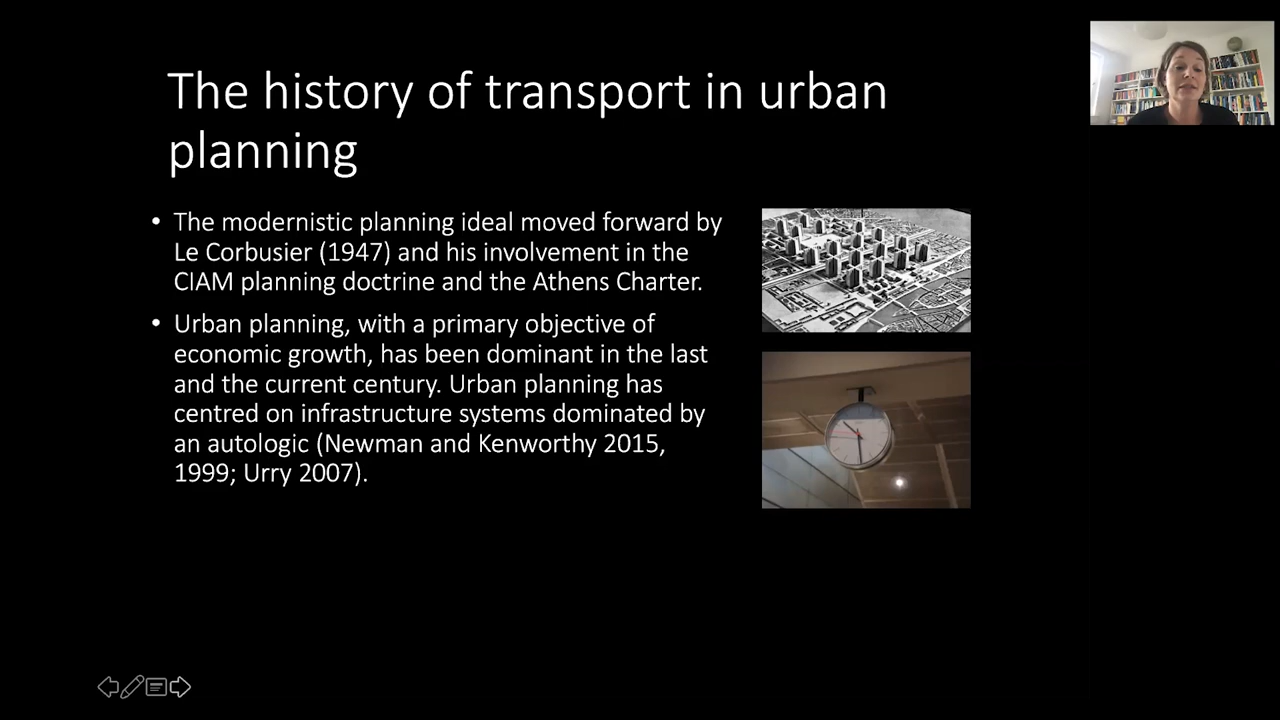 The history of transport in urban
planning
• The modernistic planning ideal moved forward by
Le Corbusier (1947) and his involvement in the
CIAM planning doctrine and the Athens Charter.
• Urban planning, with a primary objective of
economic growth, has been dominant in the last
and the current century. Urban planning has
centred on infrastructure systems dominated by
an autologic (Newman and Kenworthy 2015,
1999; Urry 2007).